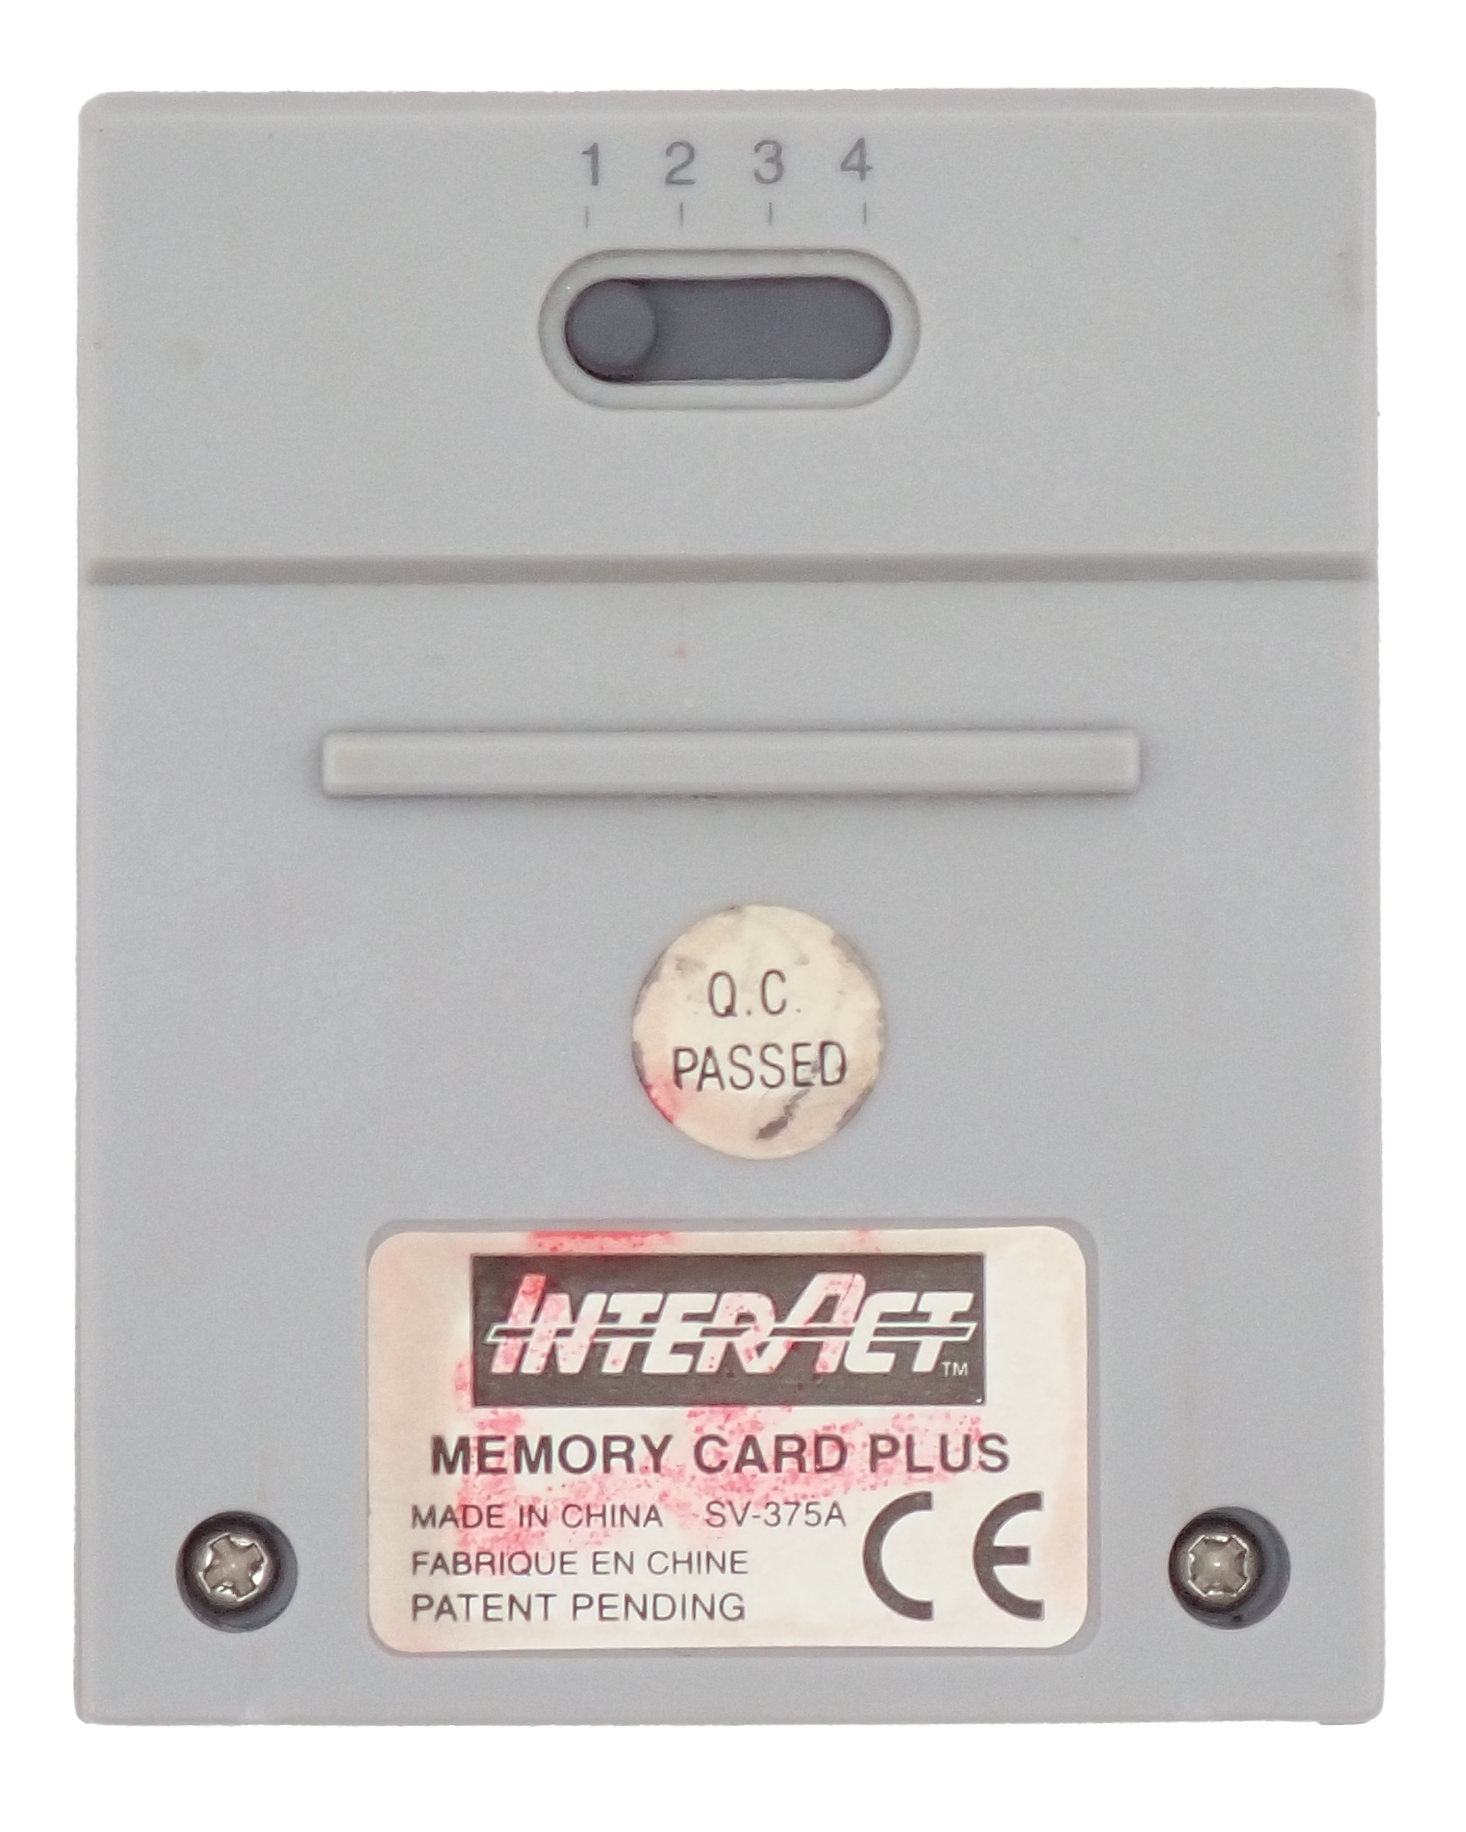 1 2 3 4
Q.C.
PASSED
INTERACT™
MEMORY CARD PLUS
MADE IN CHINA SV-375A
FABRIQUE EN CHINE
PATENT PENDING
CE